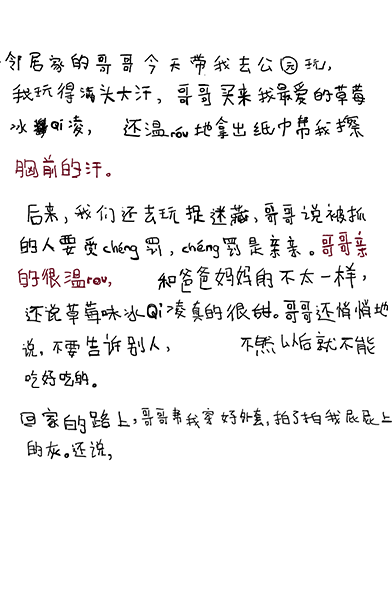 邻居家的哥哥今天带我去公园玩，
我玩得满头大汗，哥哥买来我最爱的草莓
冰Qi凌，还温róu地拿出纸巾帮我擦
胸前的汗。
后来，我们还去玩捉迷藏，哥哥说被抓
的人要受chéng罚，chéng罚是亲亲。哥哥亲
的很温rou，和爸爸妈妈的不太一样，
还说草莓味冰Qi凌真的很甜。哥哥还悄悄地
说，不要告诉别人，不然以后就不能
吃好吃的。
回家的路上，哥哥帮我穿好外套，拍了拍我屁屁上
的灰。还说，